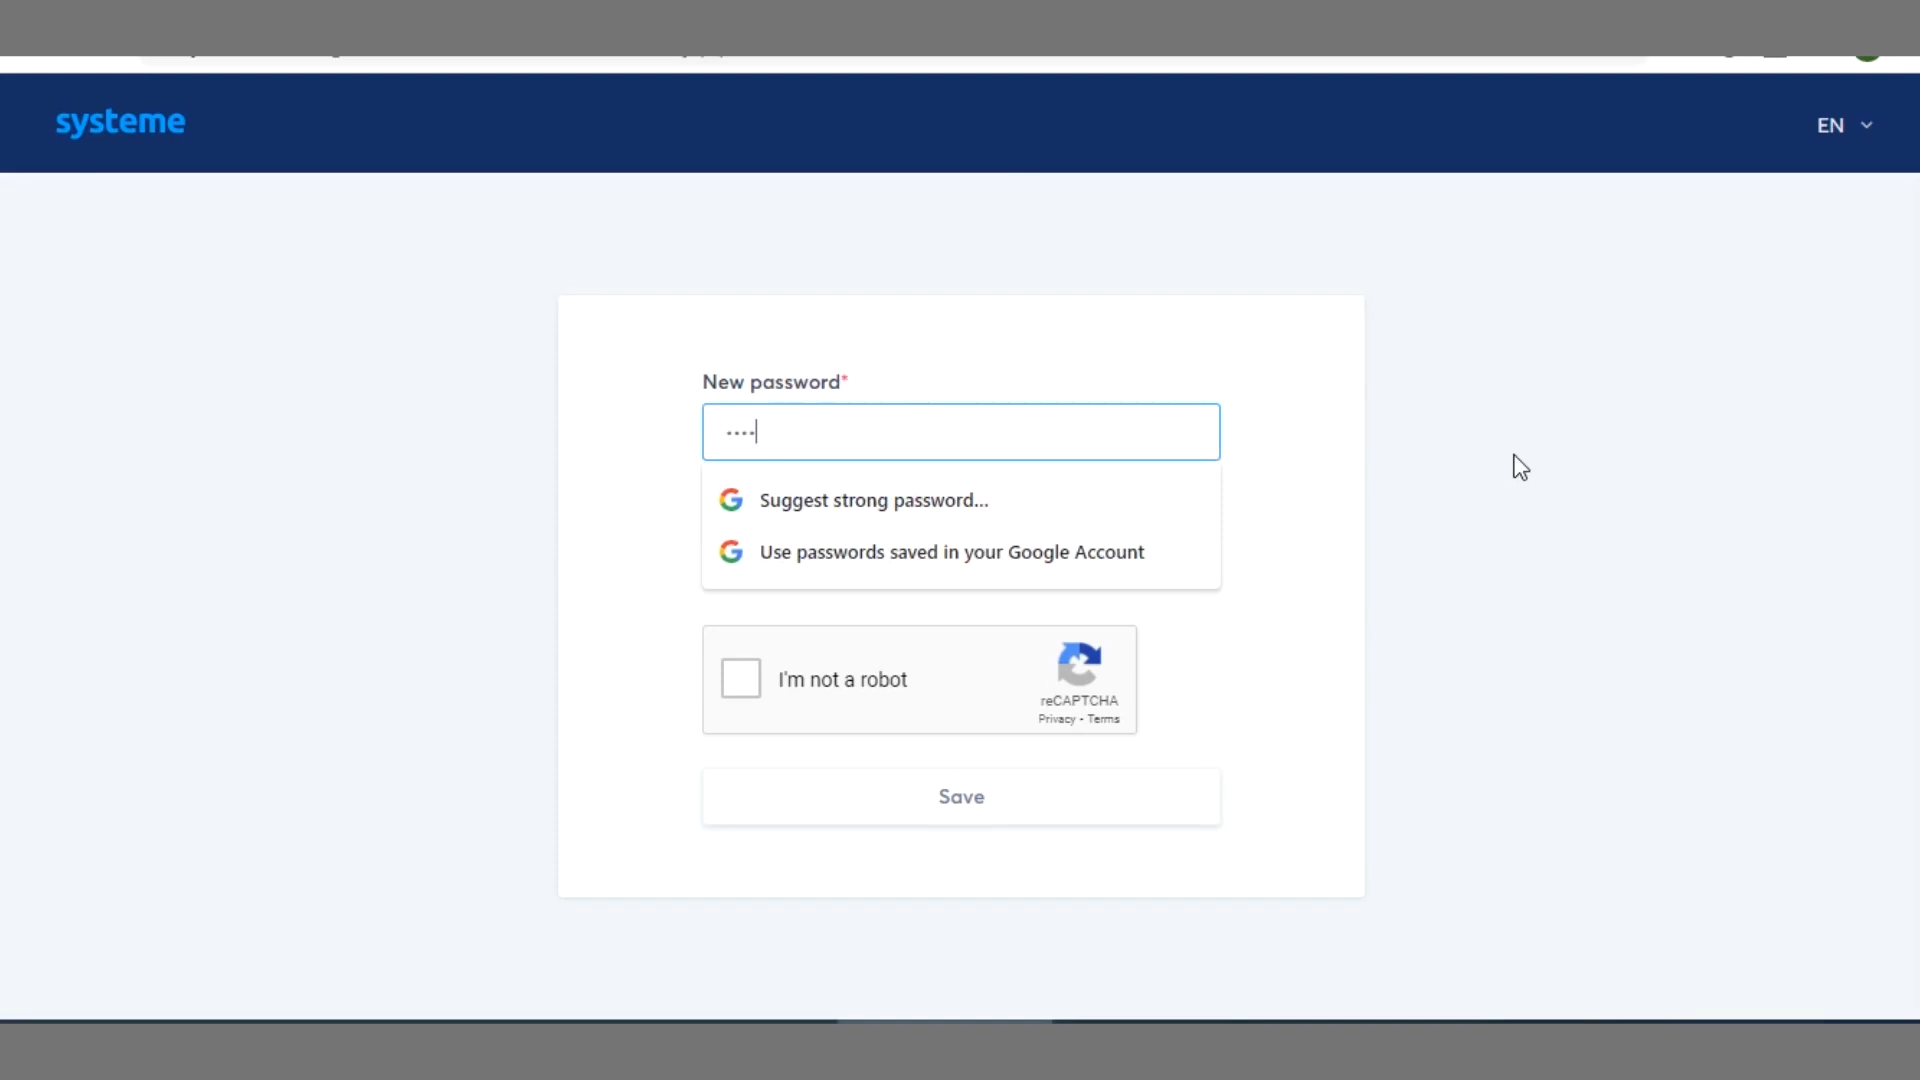 systeme
EN
New password*
····
Suggest strong password...
Use passwords saved in your Google Account
I'm not a robot
reCAPTCHA
Privacy - Terms
Save